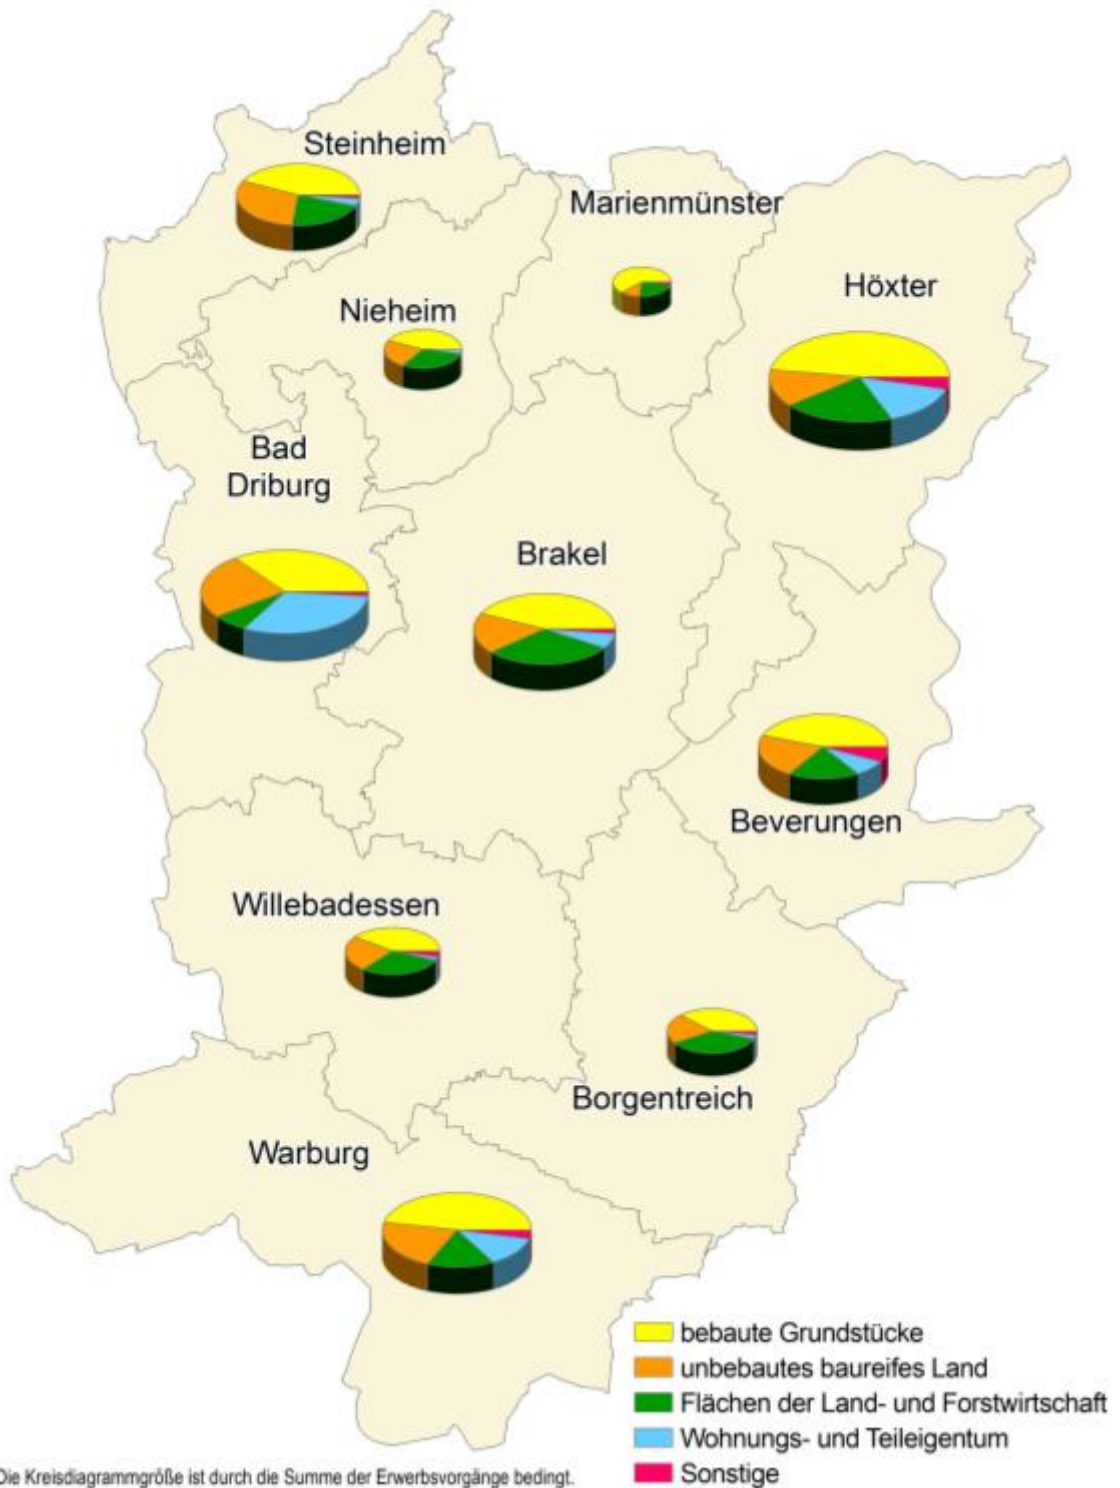 Steinheim
Marienmünster
Höxter
Nieheim
Bad
Driburg
Brakel
Beverungen
Willebadessen
Borgentreich
Warburg
bebaute Grundstücke
unbebautes baureifes Land
Flächen der Land- und Forstwirtschaft
Wohnungs- und Teileigentum
Sonstige
Die Kreisdiagrammgröße ist durch die Summe der Erwerbsvorgänge bedingt.